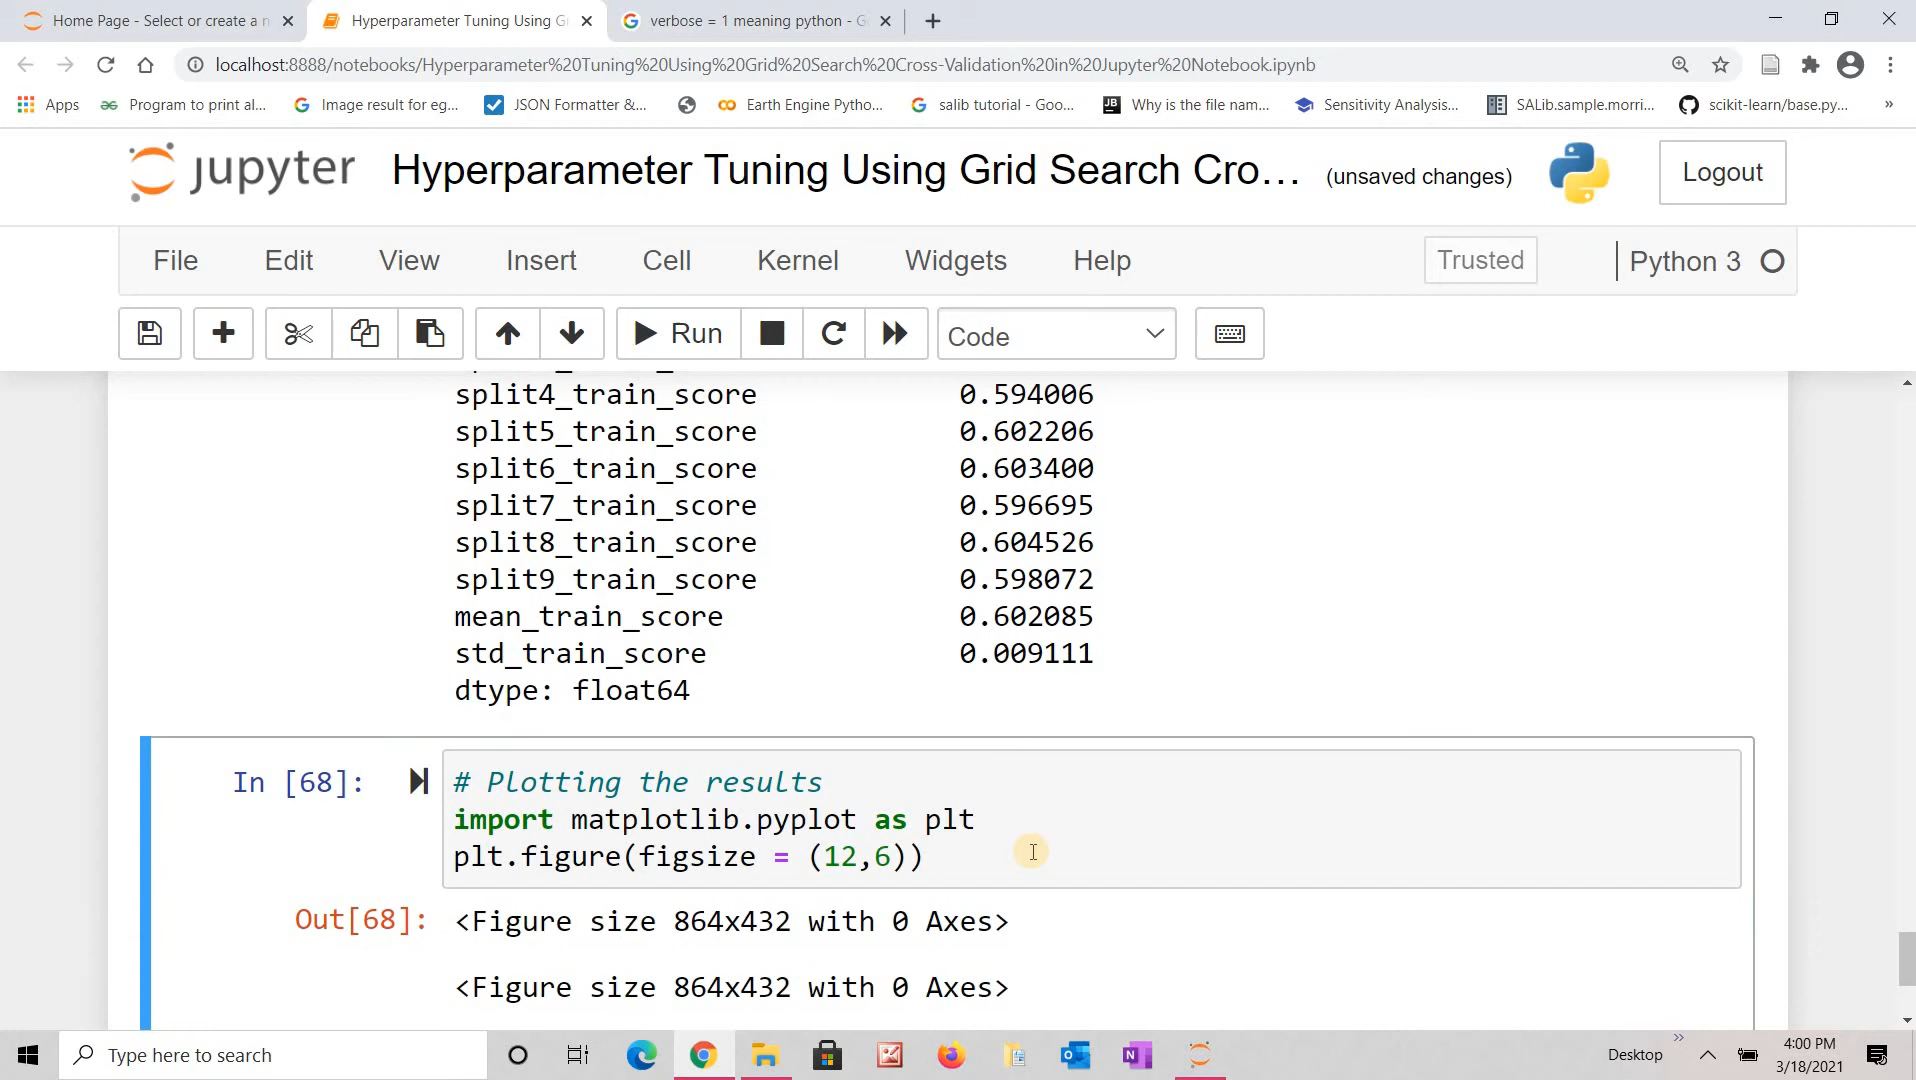 Home Page - Select or create a n
Hyperparameter Tuning Using G
verbose = 1 meaning python - G
localhost:8888/notebooks/Hyperparameter%20Tuning%20Using%20Grid%20Search%20Cross-Validation%20in%20Jupyter%20Notebook.ipynb
Apps
Program to print al...
Image result for eg...
JSON Formatter &...
Earth Engine Pytho...
salib tutorial - Goo...
JB
Why is the file nam...
Sensitivity Analysis...
SALib.sample.morri...
scikit-learn/base.py...
»
jupyter
Hyperparameter Tuning Using Grid Search Cro...
(unsaved changes)
Logout
File
Edit
View
Insert
Cell
Kernel
Widgets
Help
Trusted
Python 3
Run
Code
split4_train_score 0.594006
split5_train_score 0.602206
split6_train_score 0.603400
split7_train_score 0.596695
split8_train_score 0.604526
split9_train_score 0.598072
mean_train_score 0.602085
std_train_score 0.009111
dtype: float64
In [68]:
# Plotting the results
import matplotlib.pyplot as plt
plt.figure(figsize = (12,6))
Out[68]:
<Figure size 864x432 with 0 Axes>
<Figure size 864x432 with 0 Axes>
Type here to search
Desktop
»
4:00 PM
3/18/2021